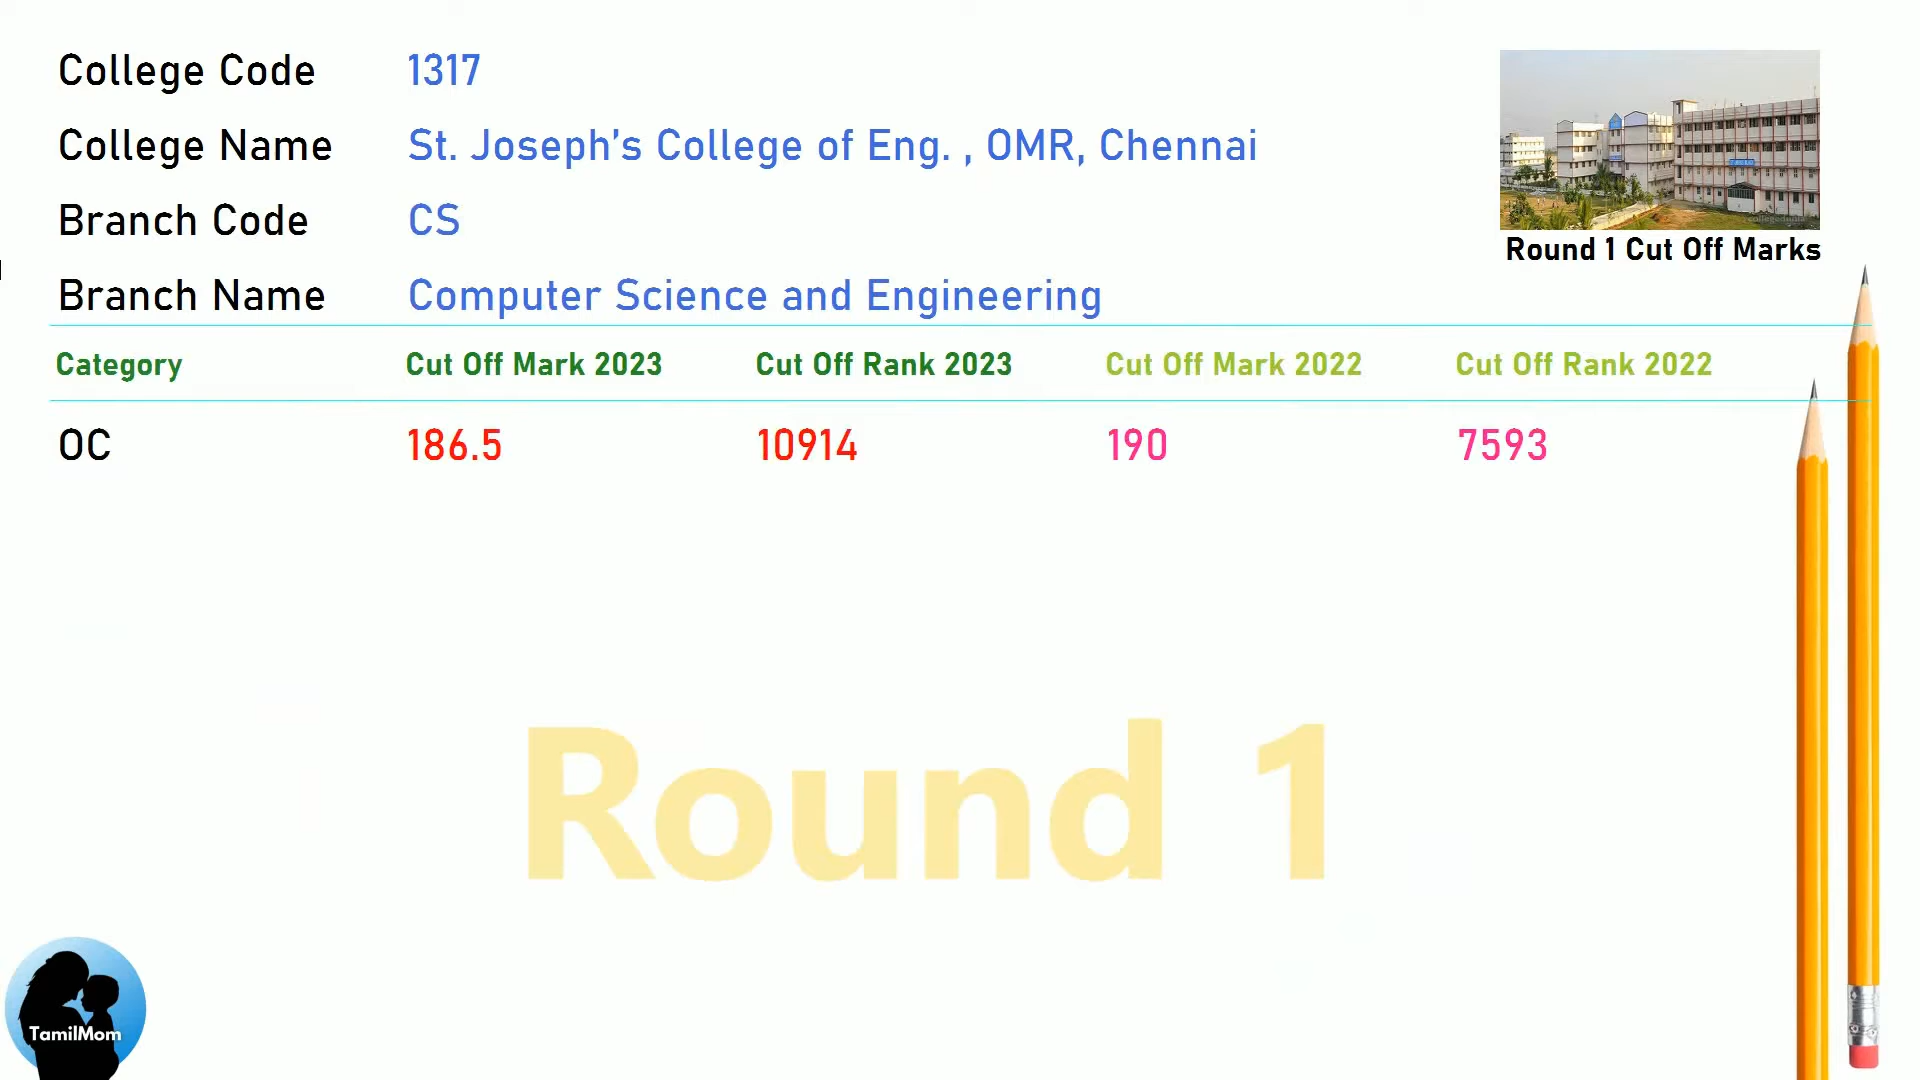 College Code 1317
College Name St. Joseph's College of Eng. , OMR, Chennai
Branch Code CS
Branch Name Computer Science and Engineering
Round 1 Cut Off Marks
Category Cut Off Mark 2023 Cut Off Rank 2023 Cut Off Mark 2022 Cut Off Rank 2022
OC 186.5 10914 190 7593
Round 1
TamilMom